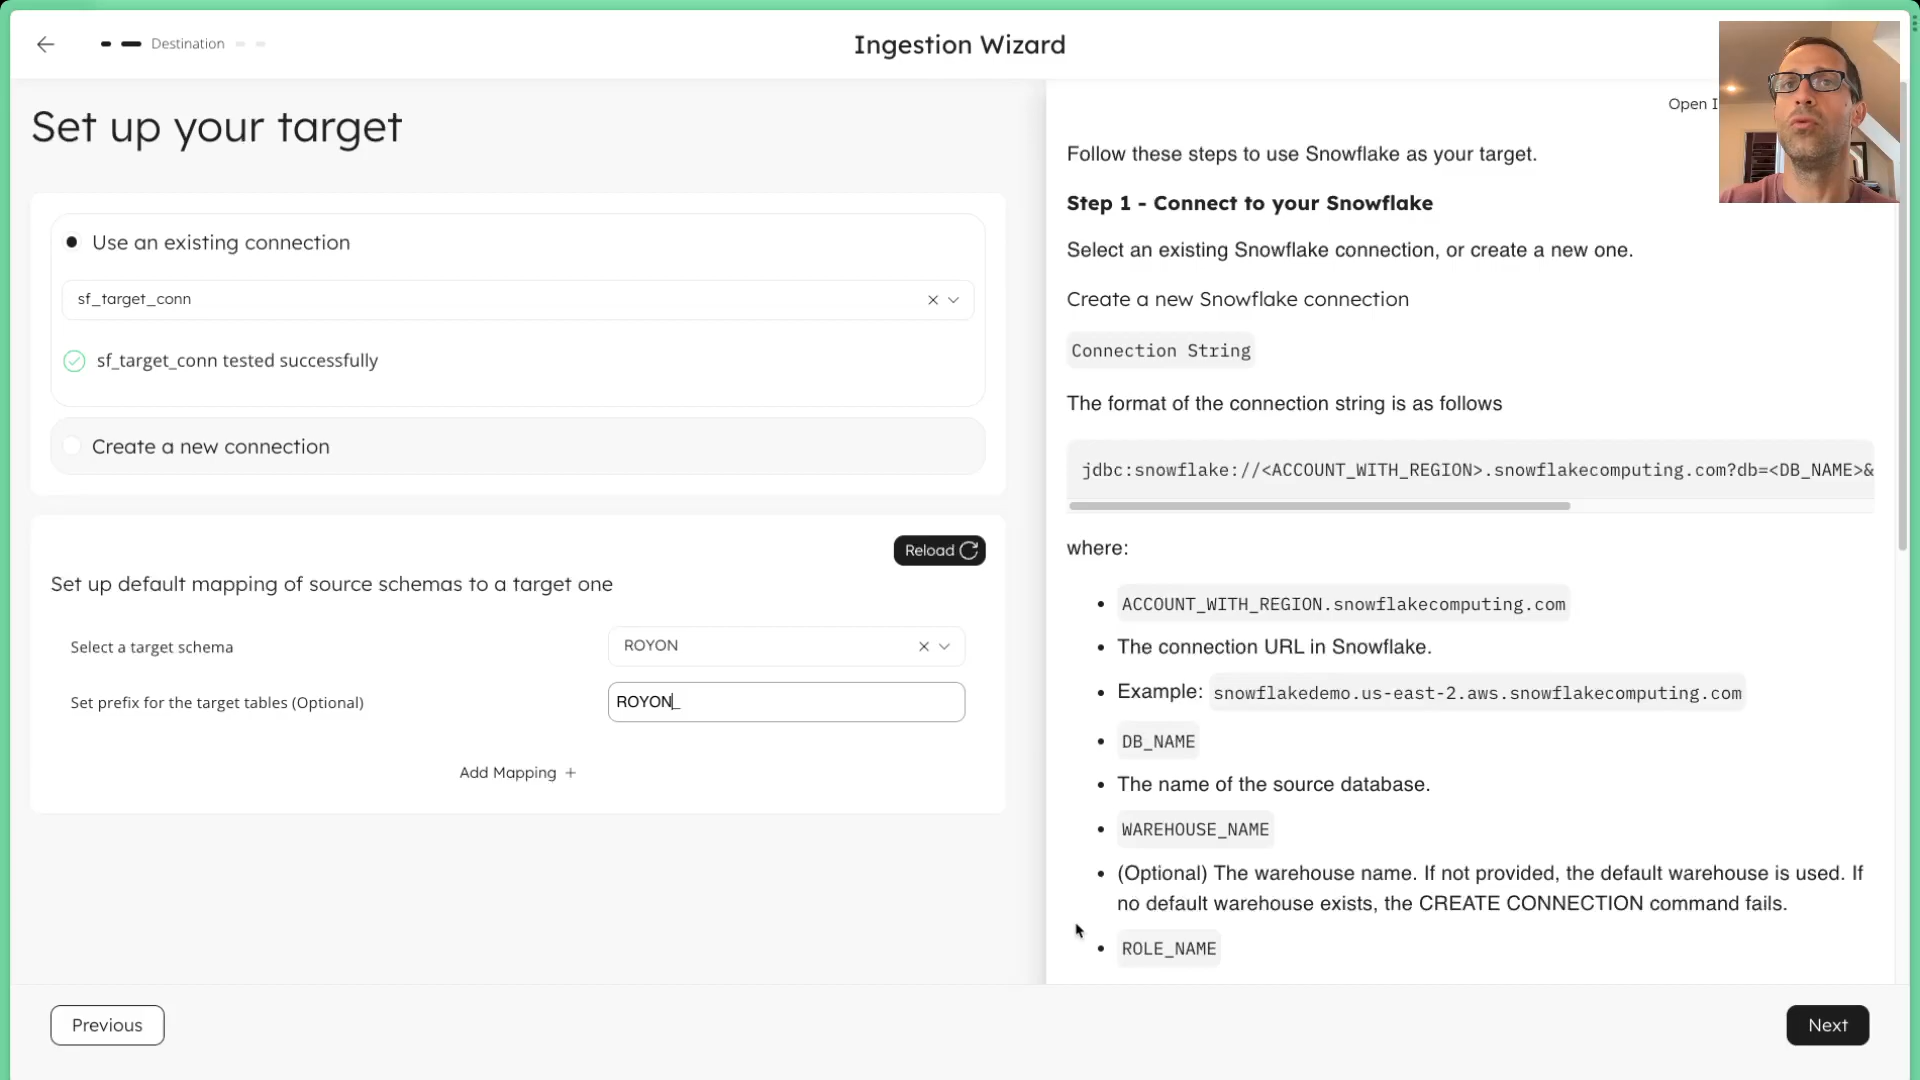 Destination
Ingestion Wizard
Set up your target
Use an existing connection
sf_target_conn
sf_target_conn tested successfully
Create a new connection
Reload
Set up default mapping of source schemas to a target one
Select a target schema
ROYON
Set prefix for the target tables (Optional)
ROYON_
Add Mapping +
Previous
Open I
Follow these steps to use Snowflake as your target.
Step 1 - Connect to your Snowflake
Select an existing Snowflake connection, or create a new one.
Create a new Snowflake connection
Connection String
The format of the connection string is as follows
jdbc:snowflake://<ACCOUNT_WITH_REGION>.snowflakecomputing.com?db=<DB_NAME>&
where:
• ACCOUNT_WITH_REGION.snowflakecomputing.com
• The connection URL in Snowflake.
• Example: snowflakedemo.us-east-2.aws.snowflakecomputing.com
• DB_NAME
• The name of the source database.
• WAREHOUSE_NAME
• (Optional) The warehouse name. If not provided, the default warehouse is used. If
no default warehouse exists, the CREATE CONNECTION command fails.
• ROLE_NAME
Next